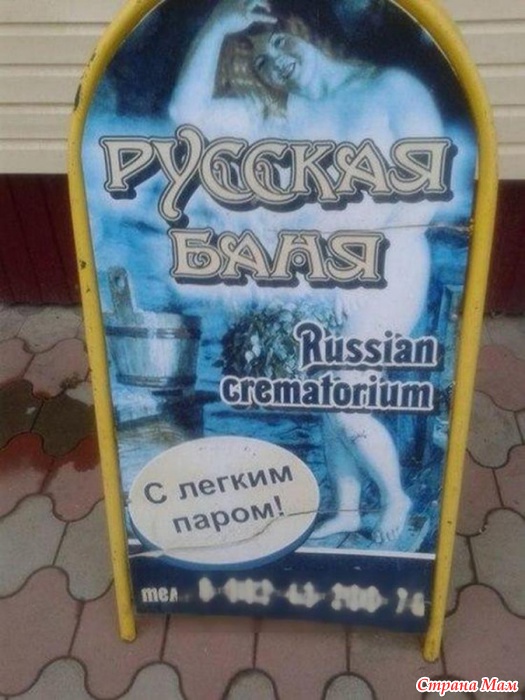 РУССКАЯ
БАНЯ
Russian
crematorium
С легким
паром!
тел.
Страна Мам